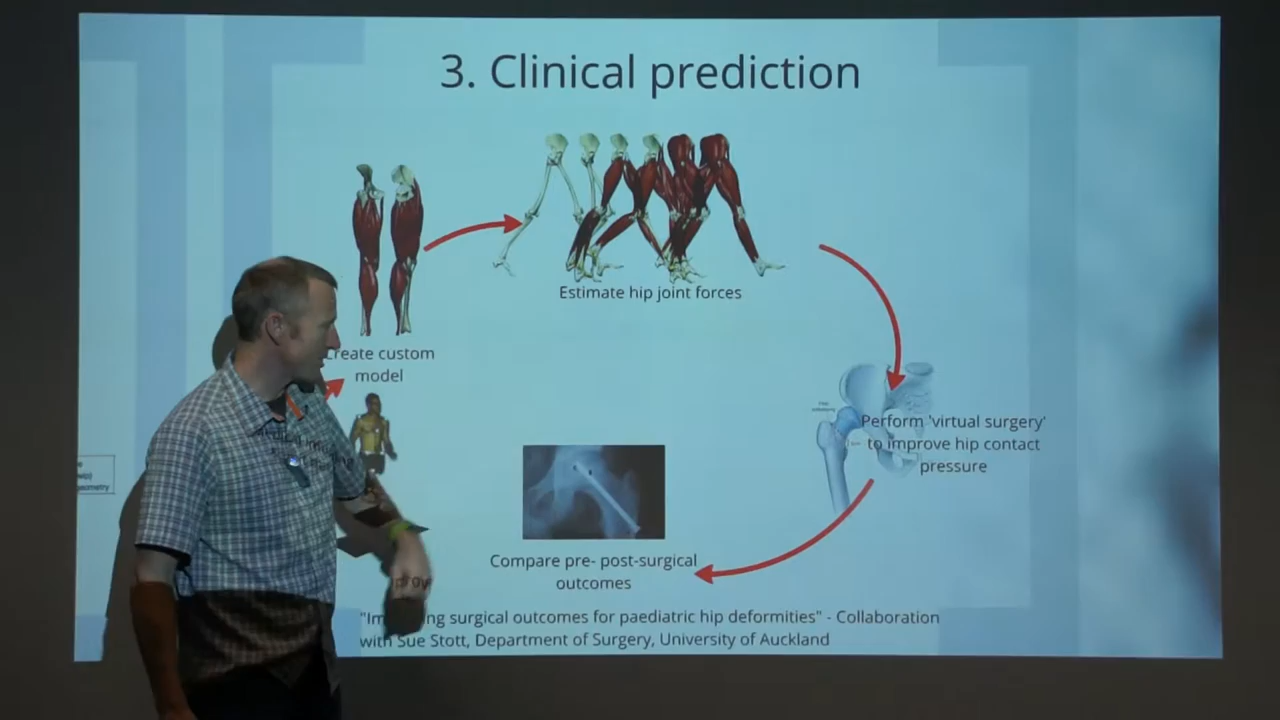 3. Clinical prediction
Estimate hip joint forces
Create custom
model
Perform 'virtual surgery'
to improve hip contact
pressure
Compare pre- post-surgical
outcomes
"Im ng surgical outcomes for paediatric hip deformities" - Collaboration
with Sue Stott, Department of Surgery, University of Auckland